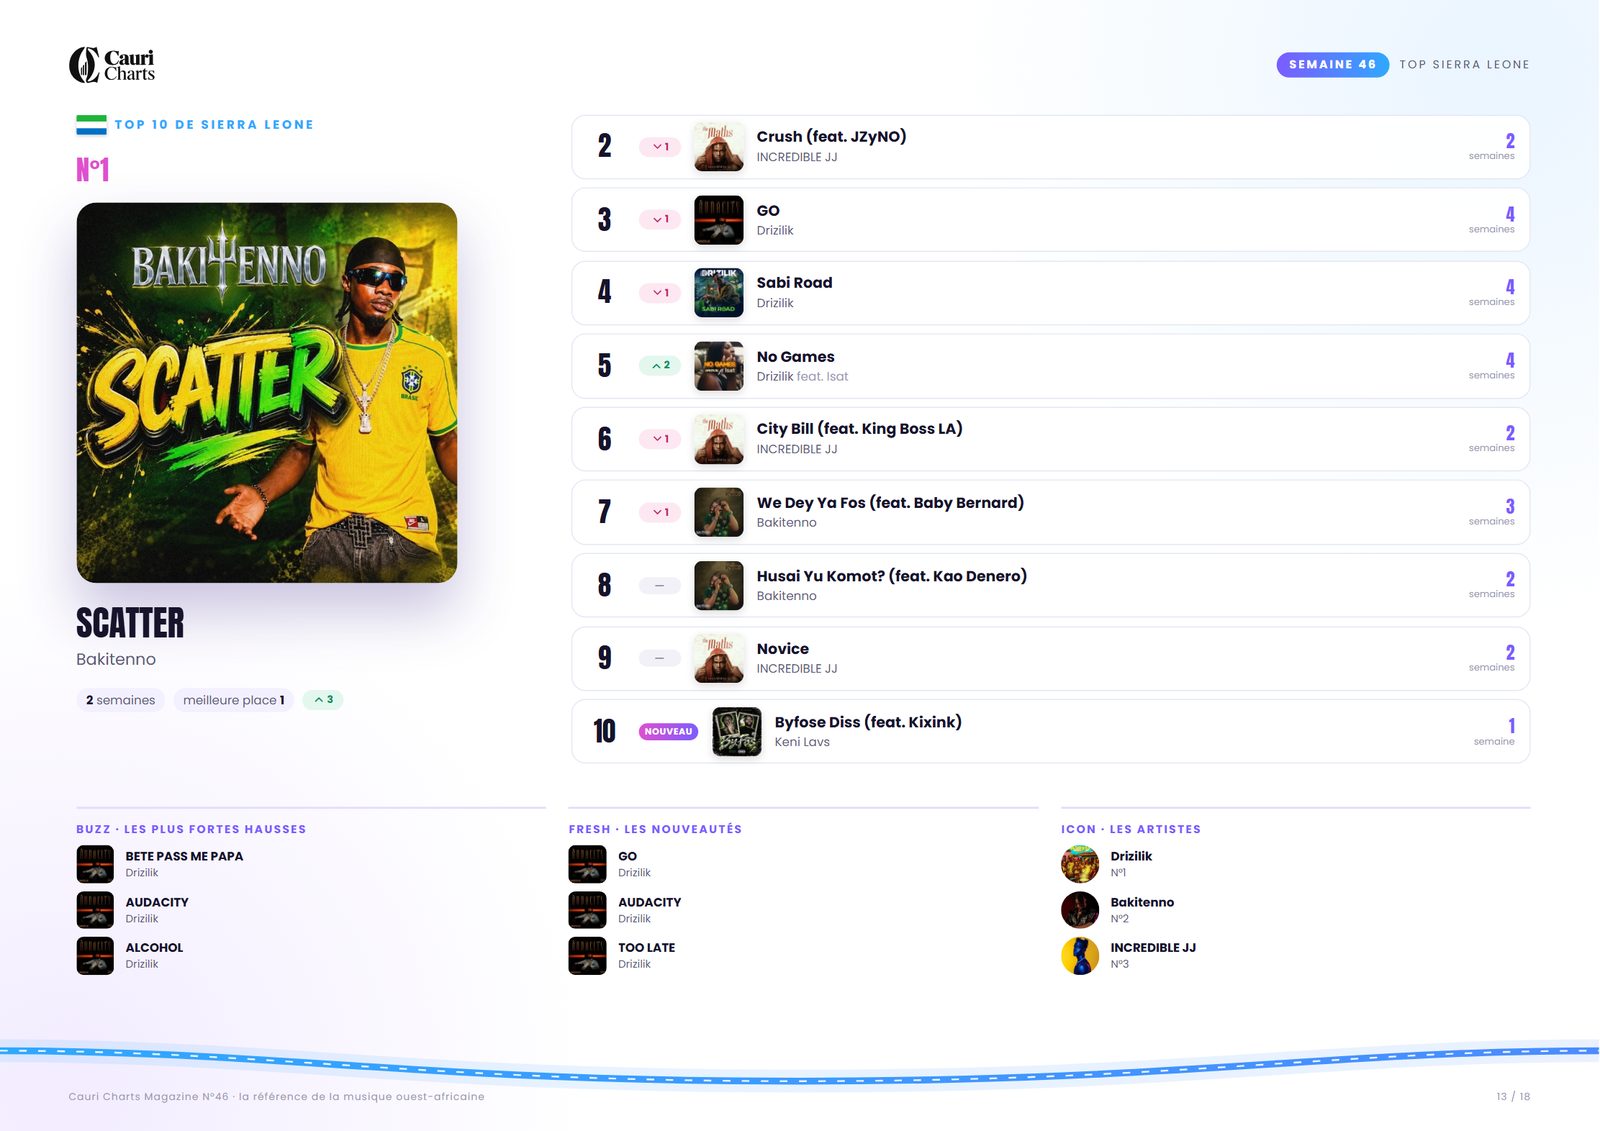 Cauri
Charts
SEMAINE 46 TOP SIERRA LEONE
TOP 10 DE SIERRA LEONE
Nº1
BAKITENNO
SCATTER
BRASIL
SCATTER
Bakitenno
2 semaines meilleure place 1 3
2 1 Crush (feat. JZyNO) 2
INCREDIBLE JJ semaines
3 1 GO 4
Drizilik semaines
4 1 Sabi Road 4
Drizilik semaines
5 2 No Games 4
Drizilik feat. Isat semaines
6 1 City Bill (feat. King Boss LA) 2
INCREDIBLE JJ semaines
7 1 We Dey Ya Fos (feat. Baby Bernard) 3
Bakitenno semaines
8 – Husai Yu Komot? (feat. Kao Denero) 2
Bakitenno semaines
9 – Novice 2
INCREDIBLE JJ semaines
10 NOUVEAU Byfose Diss (feat. Kixink) 1
Keni Lavs semaine
BUZZ · LES PLUS FORTES HAUSSES
BETE PASS ME PAPA
Drizilik
AUDACITY
Drizilik
ALCOHOL
Drizilik
FRESH · LES NOUVEAUTÉS
GO
Drizilik
AUDACITY
Drizilik
TOO LATE
Drizilik
ICON · LES ARTISTES
Drizilik
Nº1
Bakitenno
Nº2
INCREDIBLE JJ
Nº3
Cauri Charts Magazine Nº46 · la référence de la musique ouest-africaine
13 / 18